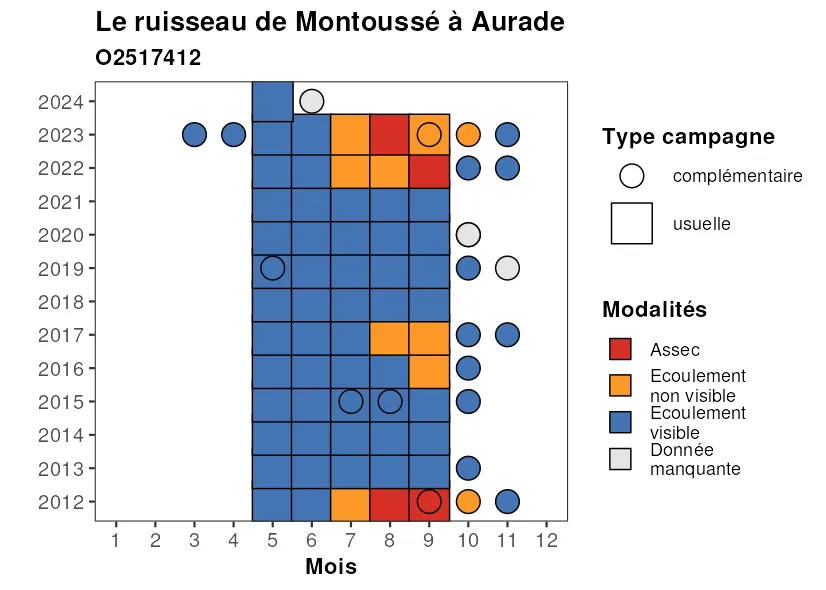 Le ruisseau de Montoussé à Aurade
O2517412
2024
2023
2022
2021
2020
2019
2018
2017
2016
2015
2014
2013
2012
1 2 3 4 5 6 7 8 9 10 11 12
Mois
Type campagne
complémentaire
usuelle
Modalités
Assec
Ecoulement
non visible
Ecoulement
visible
Donnée
manquante